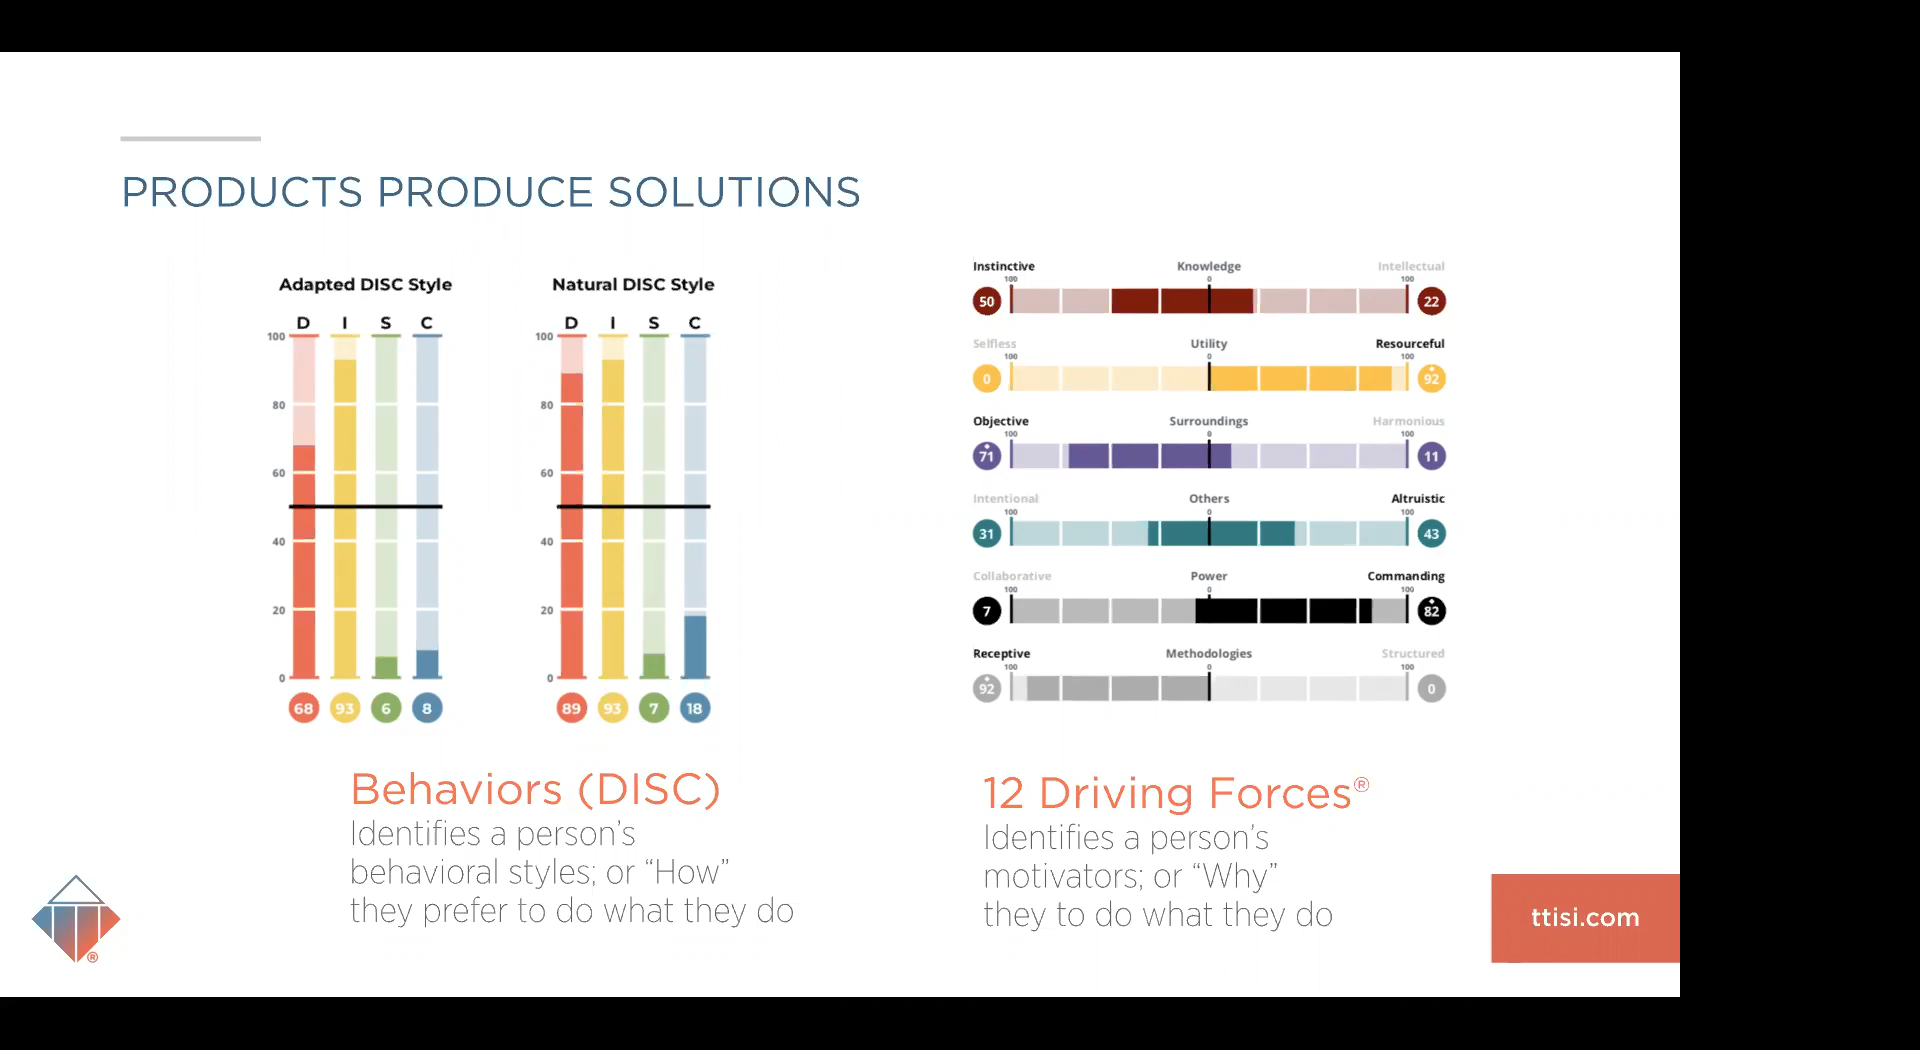 PRODUCTS PRODUCE SOLUTIONS
Adapted DISC Style
D I S C
100
80
60
40
20
0
68 93 6 8
Natural DISC Style
D I S C
100
80
60
40
20
0
89 93 7 18
Behaviors (DISC)
Identifies a person’s
behavioral styles; or “How”
they prefer to do what they do
Instinctive Knowledge Intellectual
100 0 100
50 22
Selfless Utility Resourceful
100 0 100
0 92
Objective Surroundings Harmonious
100 0 100
71 11
Intentional Others Altruistic
100 0 100
31 43
Collaborative Power Commanding
100 0 100
7 82
Receptive Methodologies Structured
100 0 100
92 0
12 Driving Forces®
Identifies a person’s
motivators; or “Why”
they to do what they do
®
ttisi.com